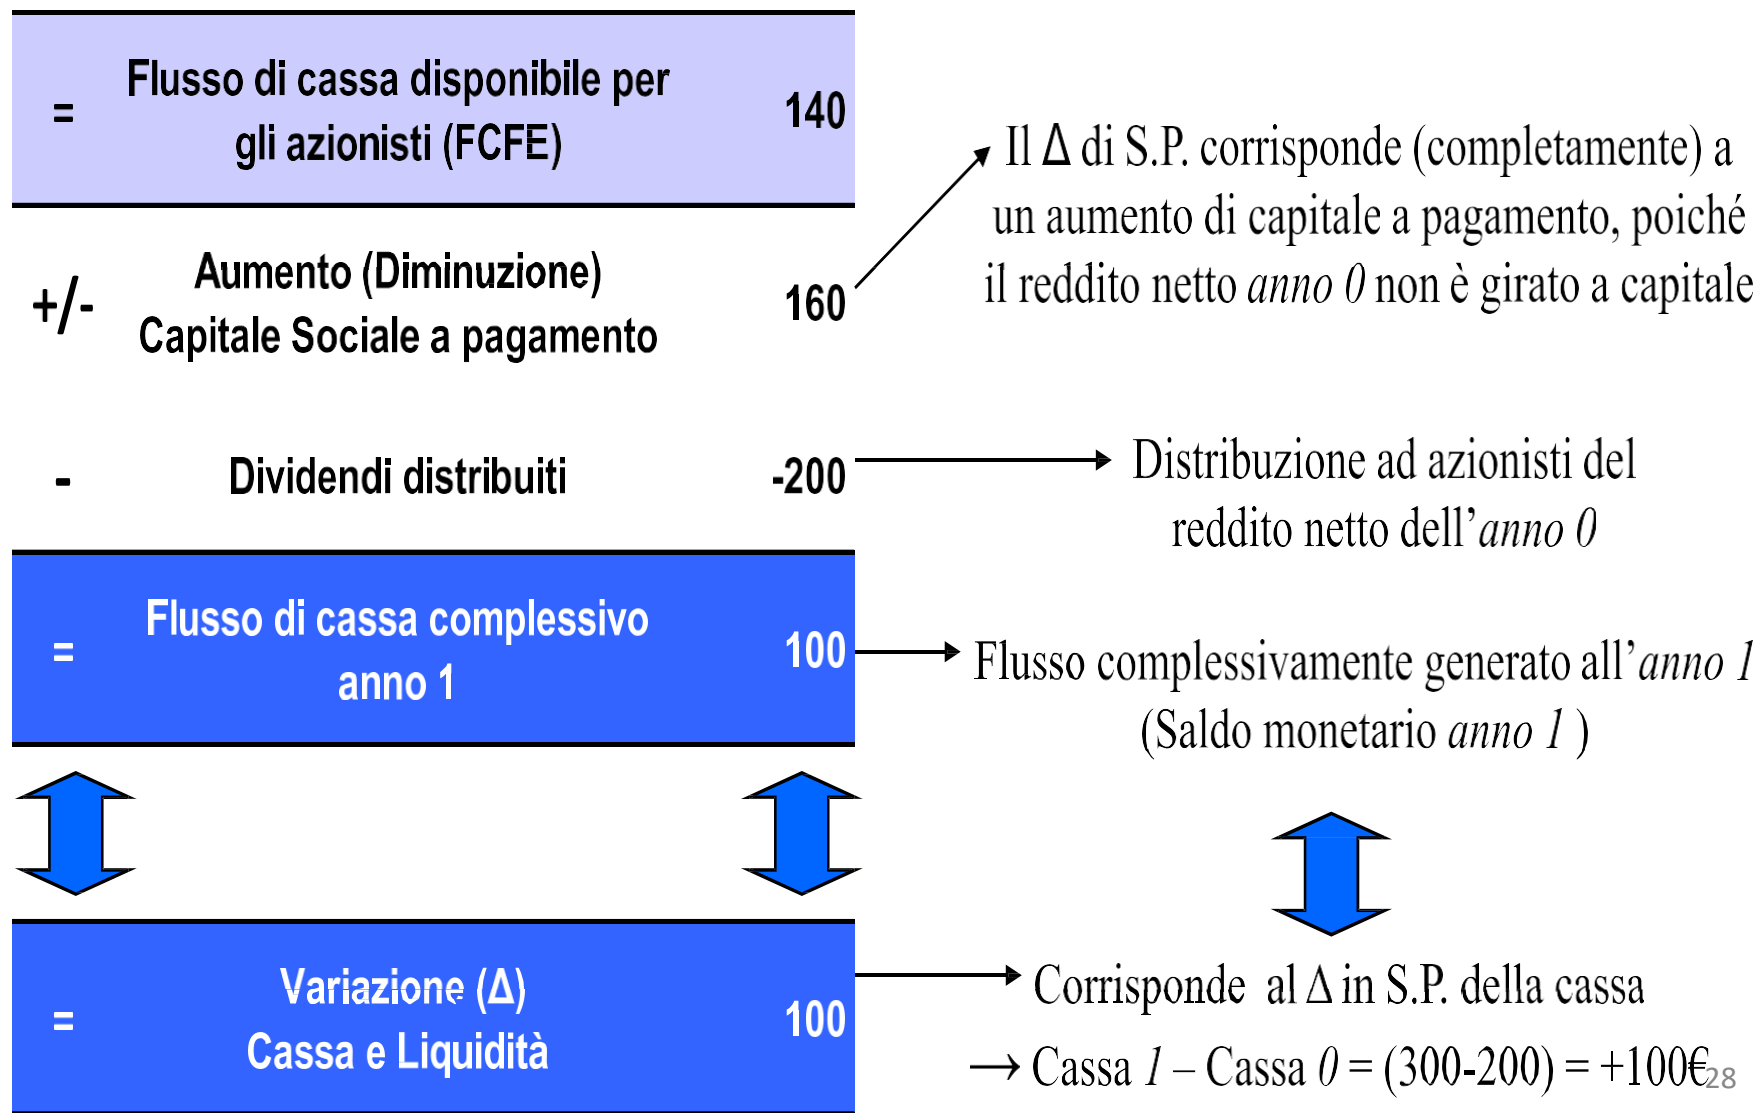 = Flusso di cassa disponibile per 140
gli azionisti (FCFE)
Il Δ di S.P. corrisponde (completamente) a
un aumento di capitale a pagamento, poiché
il reddito netto anno 0 non è girato a capitale
+/- Aumento (Diminuzione) 160
Capitale Sociale a pagamento
- Dividendi distribuiti -200
Distribuzione ad azionisti del
reddito netto dell’anno 0
= Flusso di cassa complessivo 100
anno 1
Flusso complessivamente generato all’anno 1
(Saldo monetario anno 1 )
= Variazione (Δ) 100
Cassa e Liquidità
Corrisponde al Δ in S.P. della cassa
→ Cassa 1 – Cassa 0 = (300-200) = +100€
28